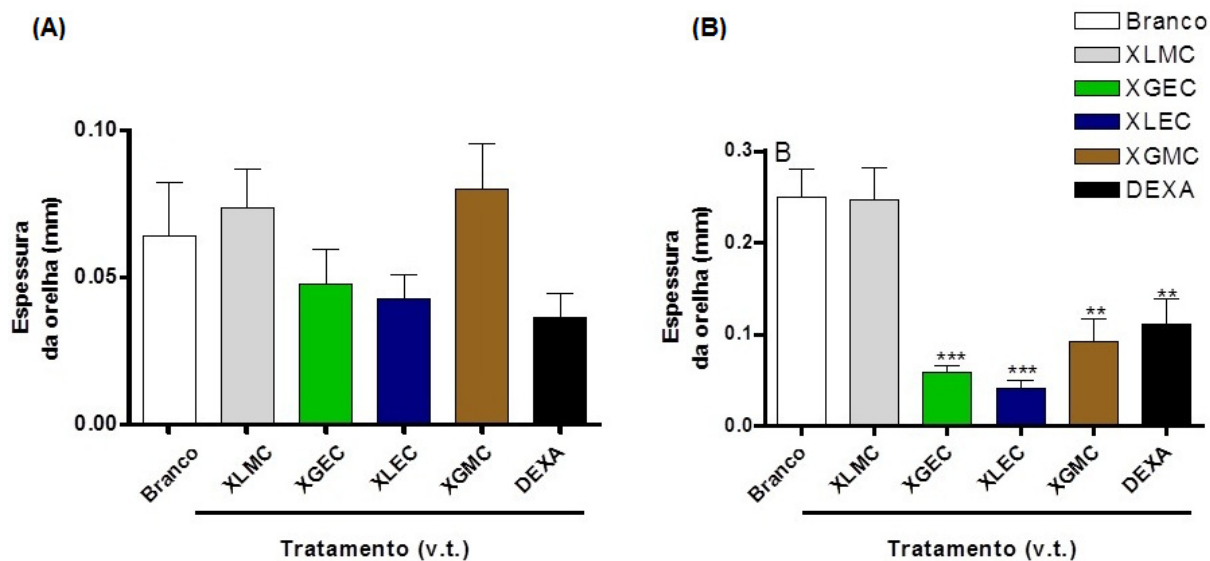 (A)
Espessura
da orelha (mm)
0.10
0.05
0.00
Branco
XLMC
XGEC
XLEC
XGMC
DEXA
Tratamento (v.t.)
(B)
Branco
XLMC
XGEC
XLEC
XGMC
DEXA
B
Espessura
da orelha (mm)
0.3
0.2
0.1
0.0
***
***
**
**
Branco
XLMC
XGEC
XLEC
XGMC
DEXA
Tratamento (v.t.)